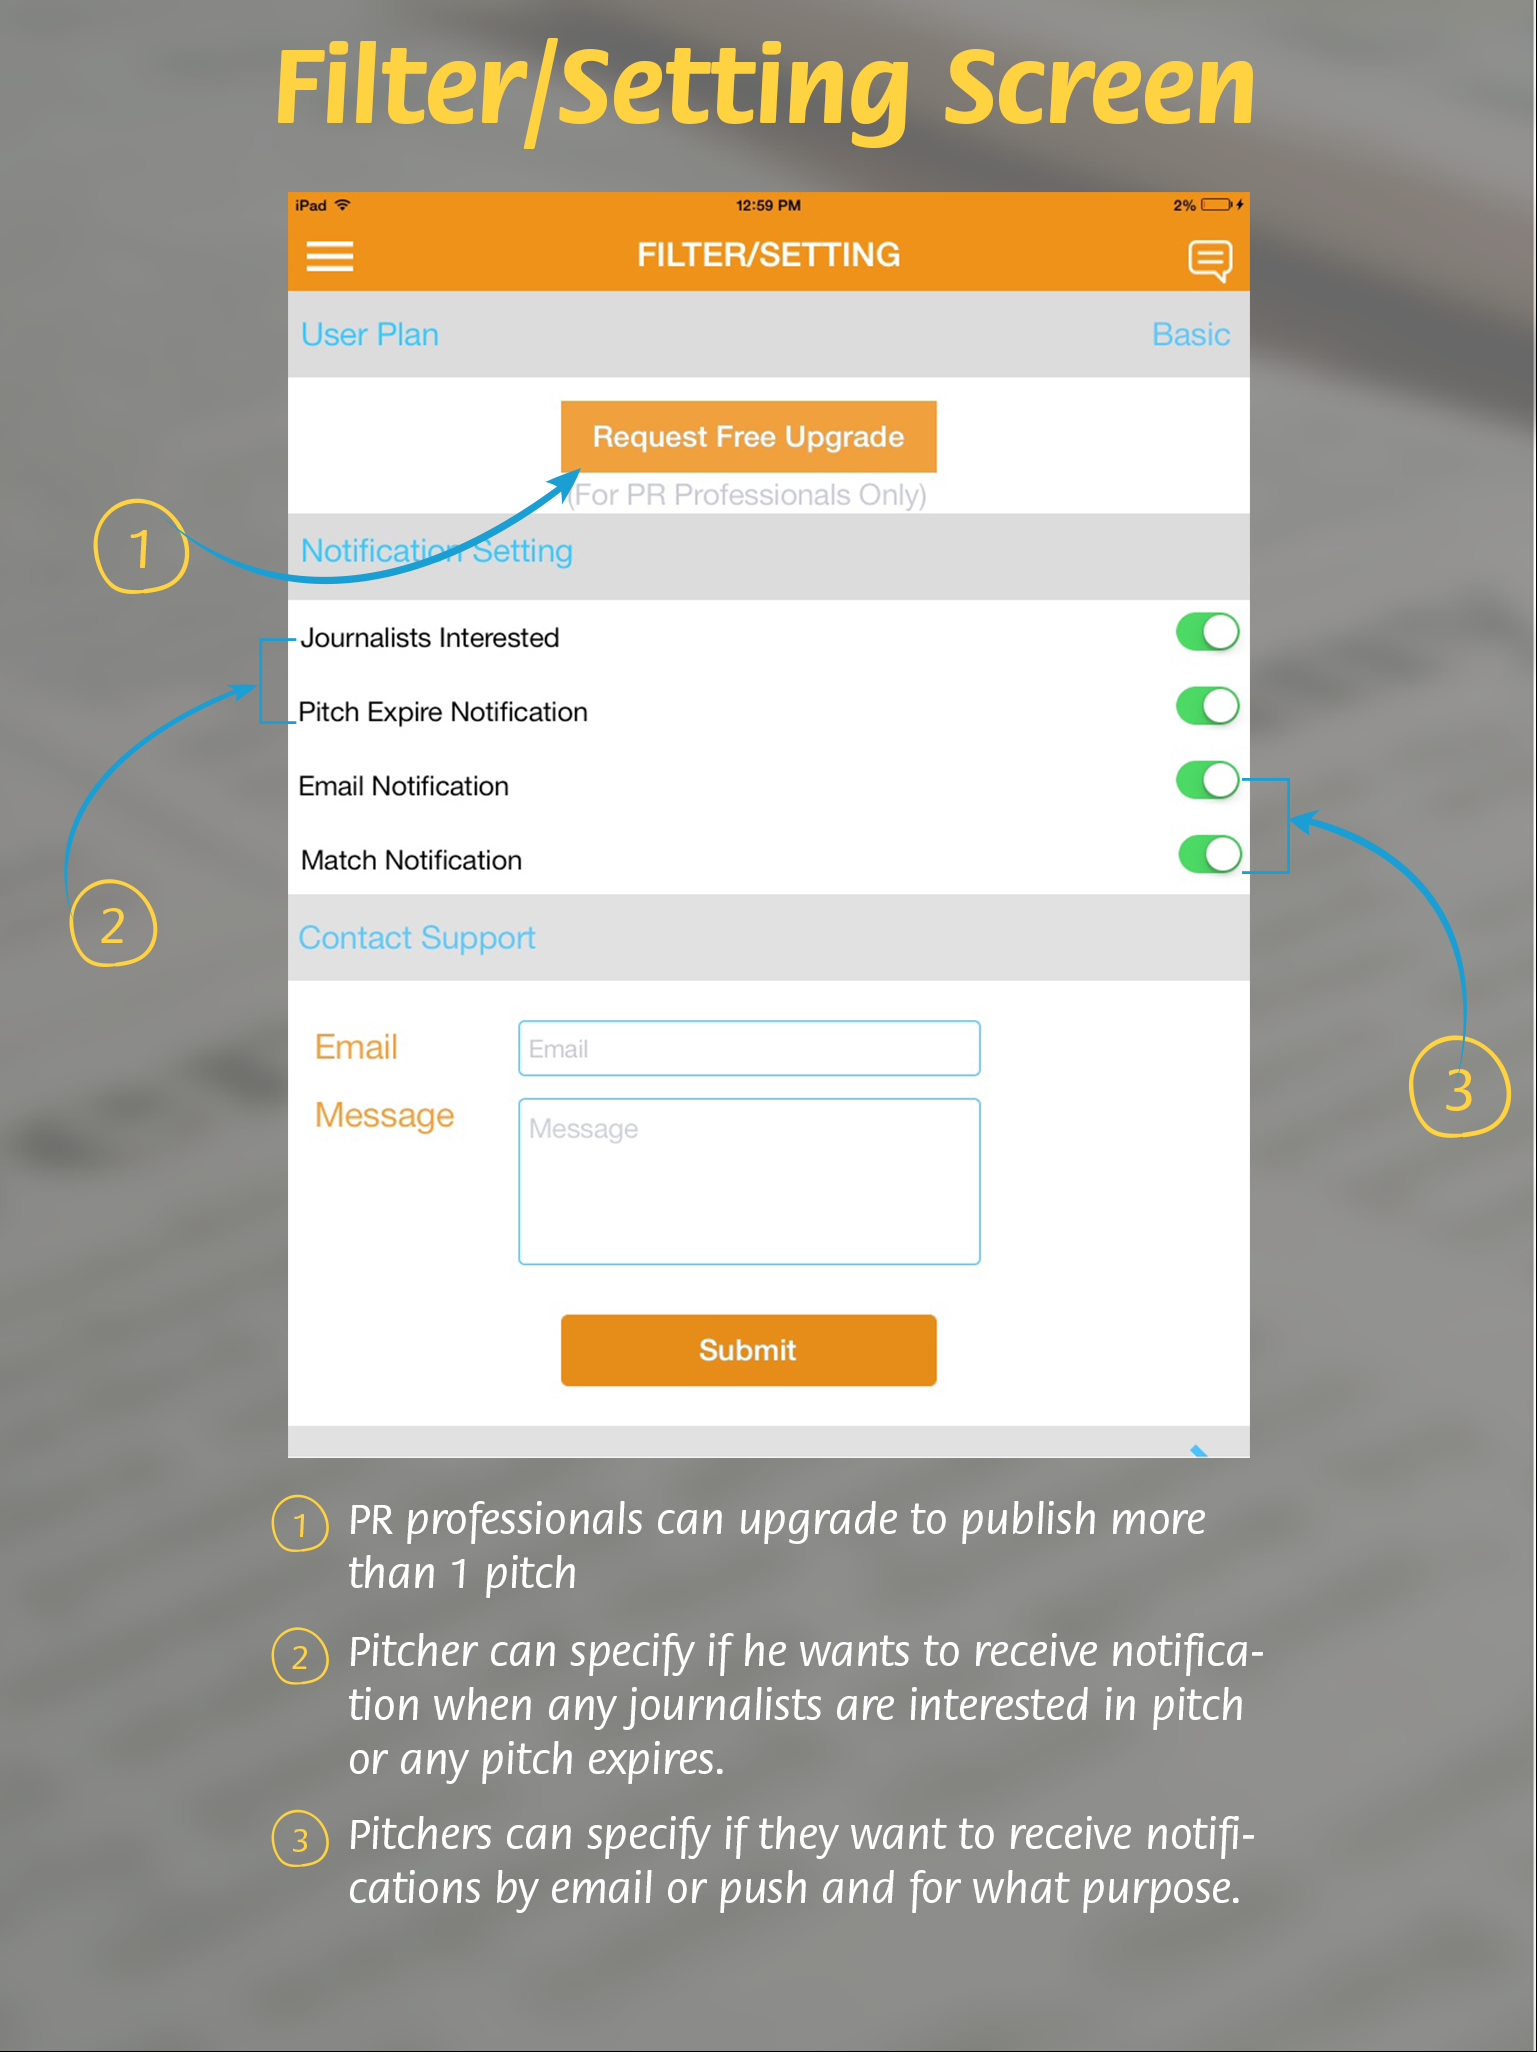 Filter/Setting Screen
iPad 12:59 PM 2%
FILTER/SETTING
User Plan Basic
Request Free Upgrade
(For PR Professionals Only)
1
Notification Setting
Journalists Interested
Pitch Expire Notification
Email Notification
Match Notification
2
Contact Support
Email Email
3
Message Message
Submit
1 PR professionals can upgrade to publish more
than 1 pitch
2 Pitcher can specify if he wants to receive notifica-
tion when any journalists are interested in pitch
or any pitch expires.
3 Pitchers can specify if they want to receive notifi-
cations by email or push and for what purpose.